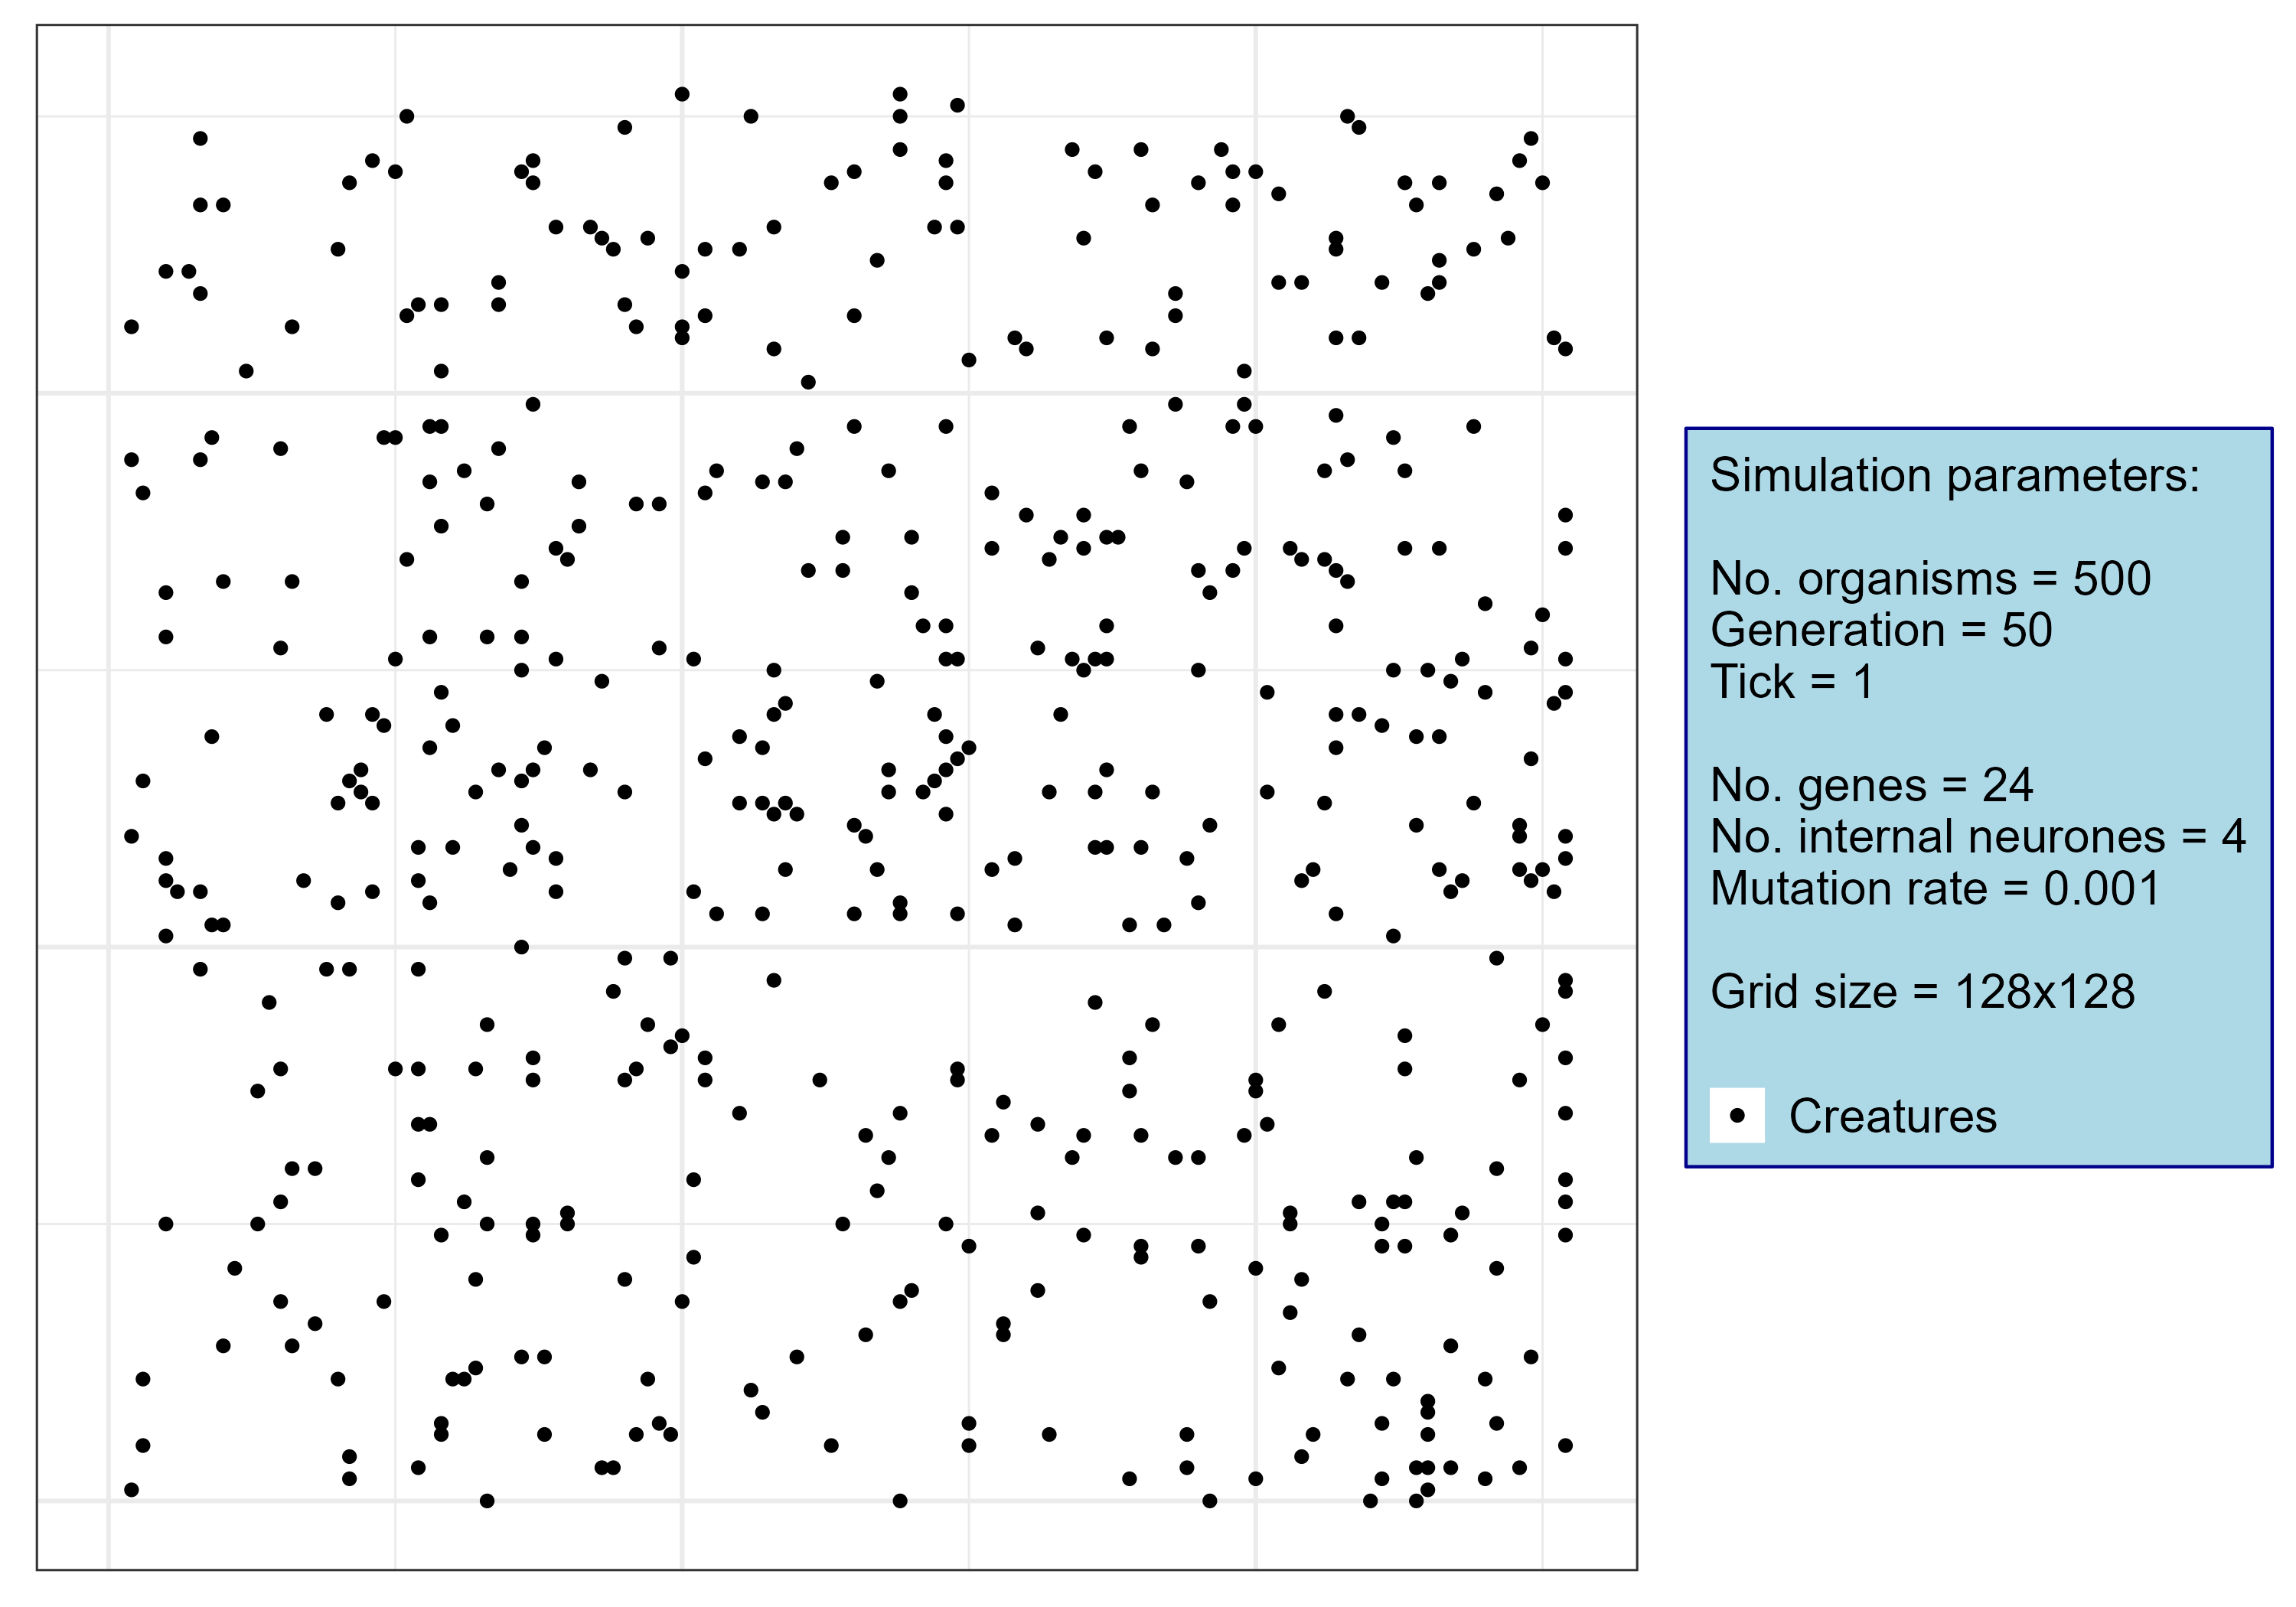 Simulation parameters:
No. organisms = 500
Generation = 50
Tick = 1
No. genes = 24
No. internal neurones = 4
Mutation rate = 0.001
Grid size = 128x128
Creatures